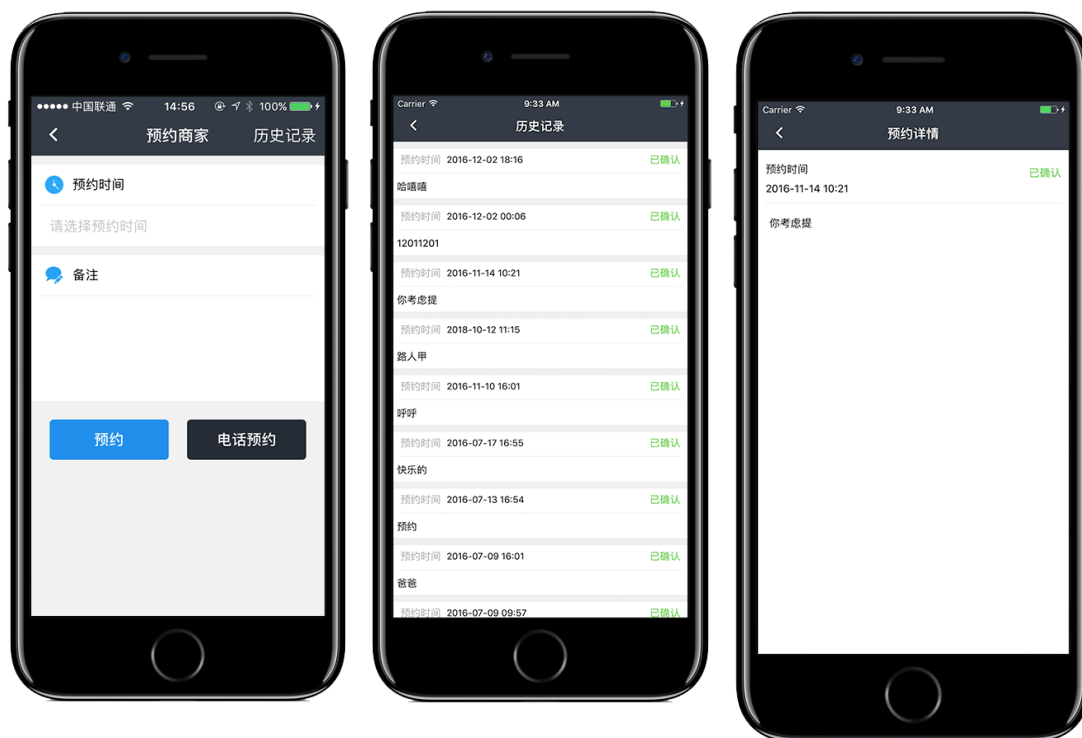 中国联通 14:56 100%
预约商家 历史记录
预约时间
请选择预约时间
备注
预约 电话预约
Carrier 9:33 AM
历史记录
预约时间 2016-12-02 18:16 已确认
哈嘻嘻
预约时间 2016-12-02 00:06 已确认
12011201
预约时间 2016-11-14 10:21 已确认
你考虑提
预约时间 2018-10-12 11:15 已确认
路人甲
预约时间 2016-11-10 16:01 已确认
呼呼
预约时间 2016-07-17 16:55 已确认
快乐的
预约时间 2016-07-13 16:54 已确认
预约
预约时间 2016-07-09 16:01 已确认
爸爸
预约时间 2016-07-09 09:57 已确认
Carrier 9:33 AM
预约详情
预约时间 已确认
2016-11-14 10:21
你考虑提